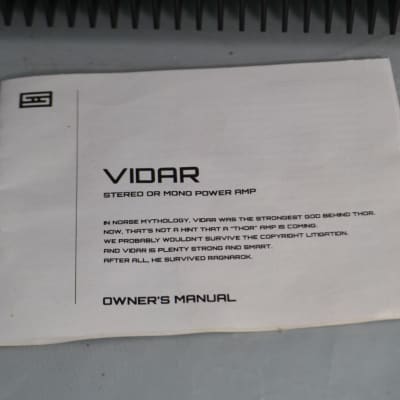 VIDAR
STEREO OR MONO POWER AMP
IN NORSE MYTHOLOGY, VIDAR WAS THE STRONGEST GOD BEHIND THOR.
NOW, THAT'S NOT A HINT THAT A "THOR" AMP IS COMING.
WE PROBABLY WOULDN'T SURVIVE THE COPYRIGHT LITIGATION.
AND VIDAR IS PLENTY STRONG AND SMART.
AFTER ALL, HE SURVIVED RAGNAROK.
OWNER'S MANUAL